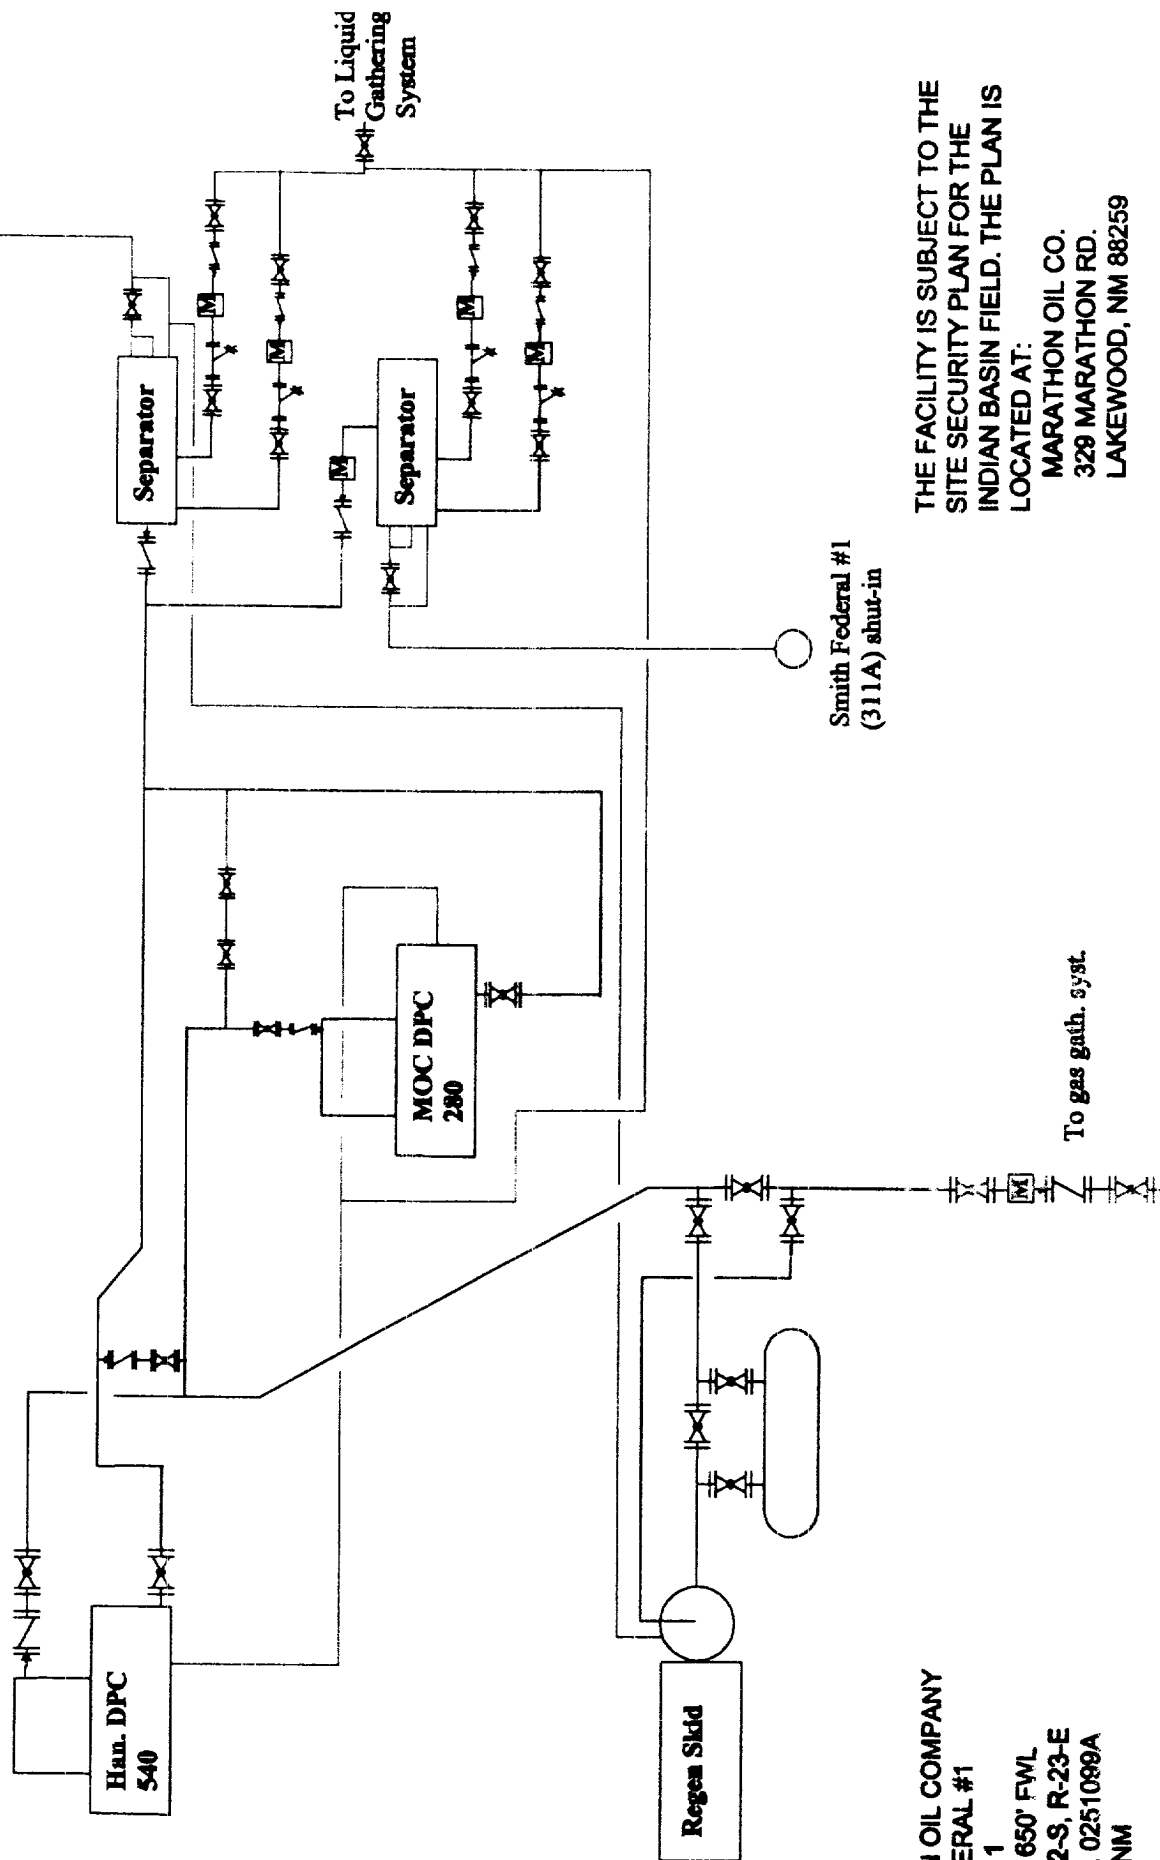 To Liquid
Gathering
System
Separator
M
M
Separator
M
M
M
Smith Federal #1
(311A) shut-in
MOC DPC
280
Han. DPC
540
Regen Skid
To gas gath. syst.
M
THE FACILITY IS SUBJECT TO THE
SITE SECURITY PLAN FOR THE
INDIAN BASIN FIELD. THE PLAN IS
LOCATED AT:
MARATHON OIL CO.
329 MARATHON RD.
LAKEWOOD, NM 88259
OIL COMPANY
ERAL #1
1
650' FWL
2-S, R-23-E
0251099A
NM